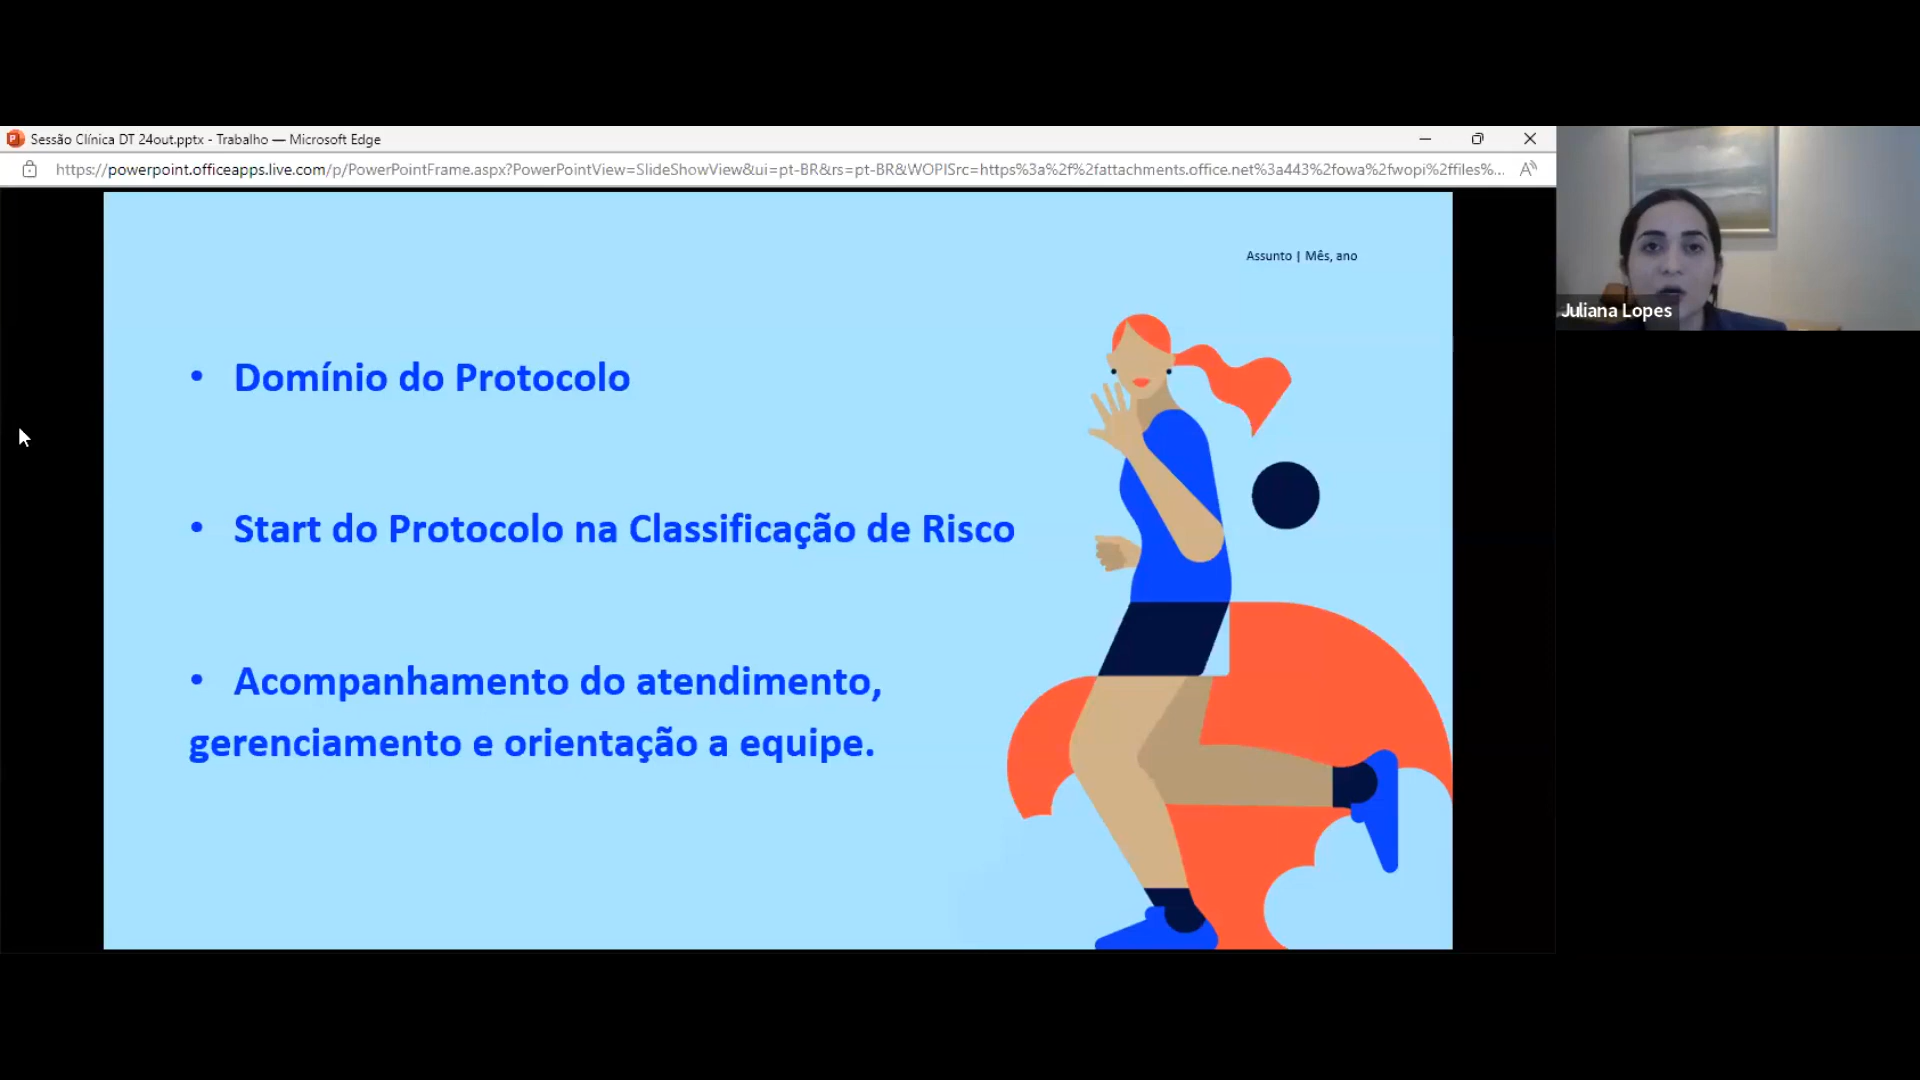 Sessão Clínica DT 24out.pptx - Trabalho — Microsoft Edge
https://powerpoint.officeapps.live.com/p/PowerPointFrame.aspx?PowerPointView=SlideShowView&ui=pt-BR&rs=pt-BR&WOPISrc=https%3a%2f%2fattachments.office.net%3a443%2fowa%2fwopi%2ffiles%...
Assunto | Mês, ano
Juliana Lopes
• Domínio do Protocolo
• Start do Protocolo na Classificação de Risco
• Acompanhamento do atendimento,
gerenciamento e orientação a equipe.